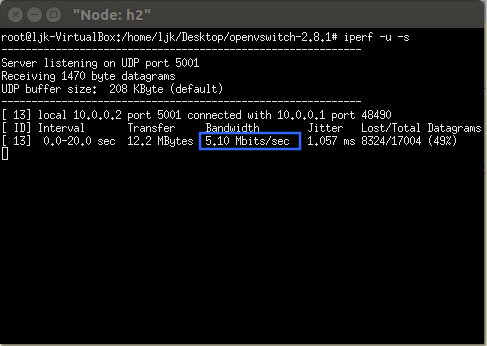 "Node: h2"
root@ljk-VirtualBox:/home/ljk/Desktop/openvswitch-2.8.1# iperf -u -s
------------------------------------------------------------
Server listening on UDP port 5001
Receiving 1470 byte datagrams
UDP buffer size:  208 KByte (default)
------------------------------------------------------------
[ 13] local 10.0.0.2 port 5001 connected with 10.0.0.1 port 48490
[ ID] Interval       Transfer     Bandwidth        Jitter   Lost/Total Datagrams
[ 13]  0.0-20.0 sec  12.2 MBytes  5.10 Mbits/sec   1.057 ms 8324/17004 (49%)